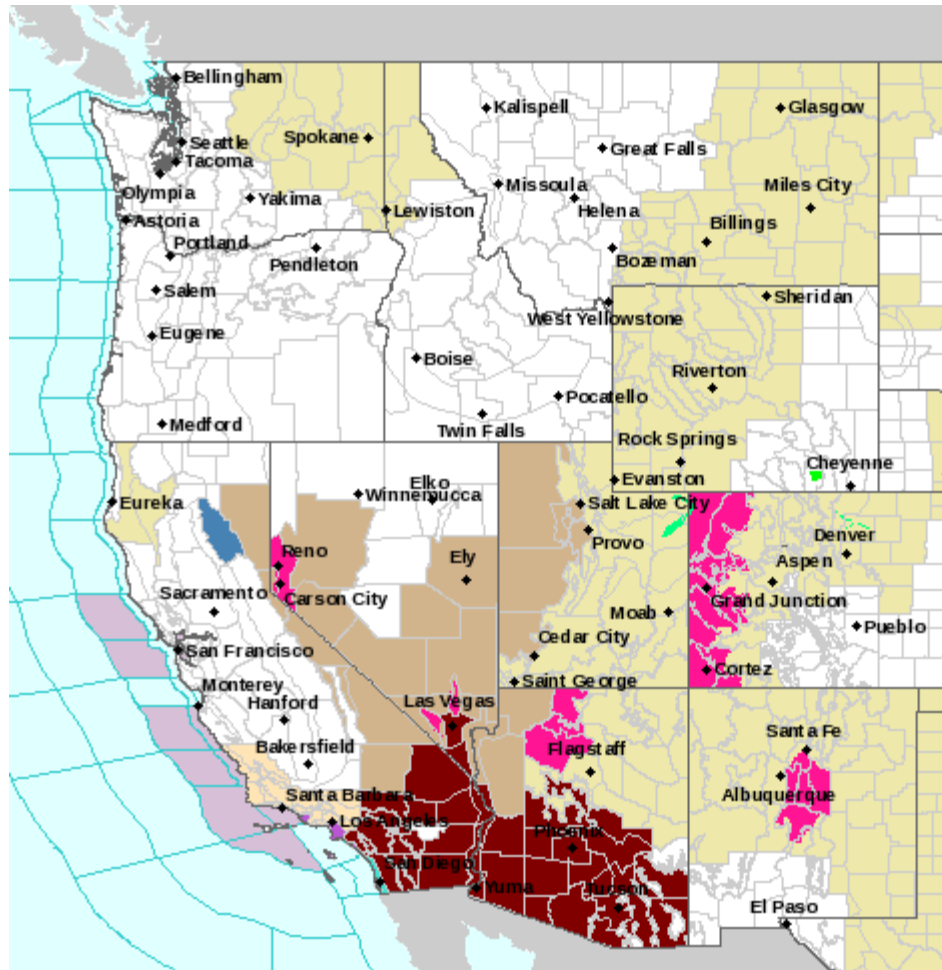 Bellingham
Kalispell
Glasgow
Seattle
Spokane
Great Falls
Tacoma
Missoula
Miles City
Olympia
Yakima
Lewiston
Helena
Astoria
Billings
Portland
Pendleton
Bozeman
Salem
Sheridan
West Yellowstone
Eugene
Boise
Riverton
Pocatello
Medford
Twin Falls
Rock Springs
Cheyenne
Elko
Evanston
Winnemucca
Eureka
Salt Lake City
Provo
Denver
Reno
Ely
Aspen
Sacramento
Carson City
Grand Junction
Moab
Pueblo
Cedar City
San Francisco
Cortez
Saint George
Monterey
Las Vegas
Hanford
Santa Fe
Bakersfield
Flagstaff
Santa Barbara
Albuquerque
Los Angeles
Phoenix
San Diego
Yuma
Tucson
El Paso